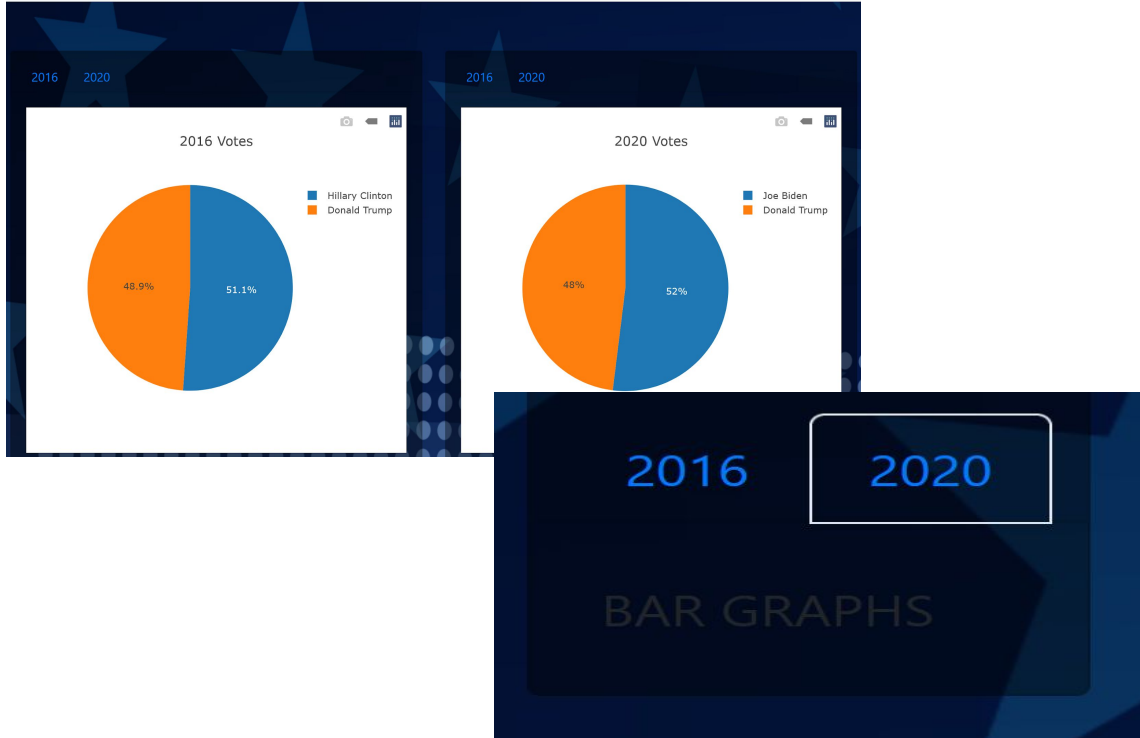 2016 2020
2016 Votes
Hillary Clinton
Donald Trump
48.9%
51.1%
2016 2020
2020 Votes
Joe Biden
Donald Trump
48%
52%
2016 2020
BAR GRAPHS